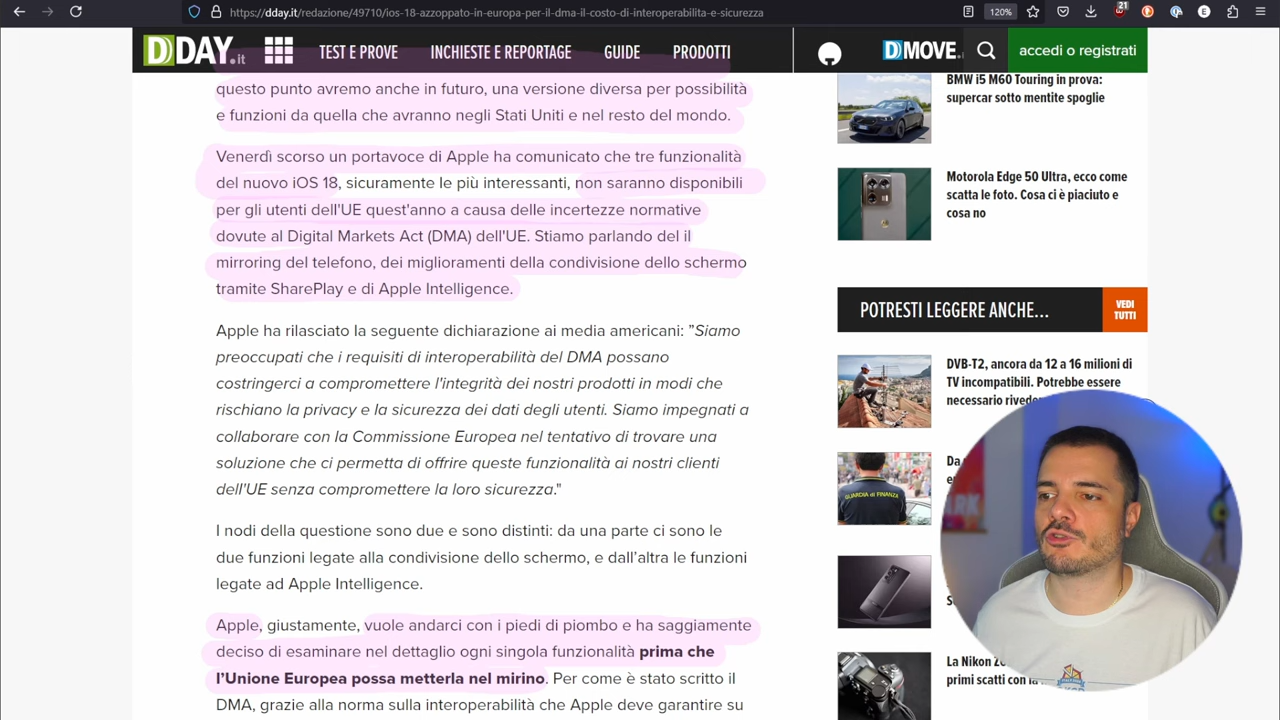 https://dday.it/redazione/49710/ios-18-azzoppato-in-europa-per-il-dma-il-costo-di-interoperabilita-e-sicurezza
120%
21
E
DDAY.it
TEST E PROVE
INCHIESTE E REPORTAGE
GUIDE
PRODOTTI
DMOVE.
accedi o registrati
questo punto avremo anche in futuro, una versione diversa per possibilità
e funzioni da quella che avranno negli Stati Uniti e nel resto del mondo.
Venerdì scorso un portavoce di Apple ha comunicato che tre funzionalità
del nuovo iOS 18, sicuramente le più interessanti, non saranno disponibili
per gli utenti dell'UE quest'anno a causa delle incertezze normative
dovute al Digital Markets Act (DMA) dell'UE. Stiamo parlando del il
mirroring del telefono, dei miglioramenti della condivisione dello schermo
tramite SharePlay e di Apple Intelligence.
Apple ha rilasciato la seguente dichiarazione ai media americani: ”Siamo
preoccupati che i requisiti di interoperabilità del DMA possano
costringerci a compromettere l'integrità dei nostri prodotti in modi che
rischiano la privacy e la sicurezza dei dati degli utenti. Siamo impegnati a
collaborare con la Commissione Europea nel tentativo di trovare una
soluzione che ci permetta di offrire queste funzionalità ai nostri clienti
dell’UE senza compromettere la loro sicurezza."
I nodi della questione sono due e sono distinti: da una parte ci sono le
due funzioni legate alla condivsione dello schermo, e dall’altra le funzioni
legate ad Apple Intelligence.
Apple, giustamente, vuole andarci con i piedi di piombo e ha saggiamente
deciso di esaminare nel dettaglio ogni singola funzionalità prima che
l’Unione Europea possa metterla nel mirino. Per come è stato scritto il
DMA, grazie alla norma sulla interoperabilità che Apple deve garantire su
BMW i5 M60 Touring in prova:
supercar sotto mentite spoglie
Motorola Edge 50 Ultra, ecco come
scatta le foto. Cosa ci è piaciuto e
cosa no
POTRESTI LEGGERE ANCHE...
VEDI
TUTTI
DVB-T2, ancora da 12 a 16 milioni di
TV incompatibili. Potrebbe essere
necessario
Da
GUARDIA di FINANZA
La Nikon
primi scatti con la